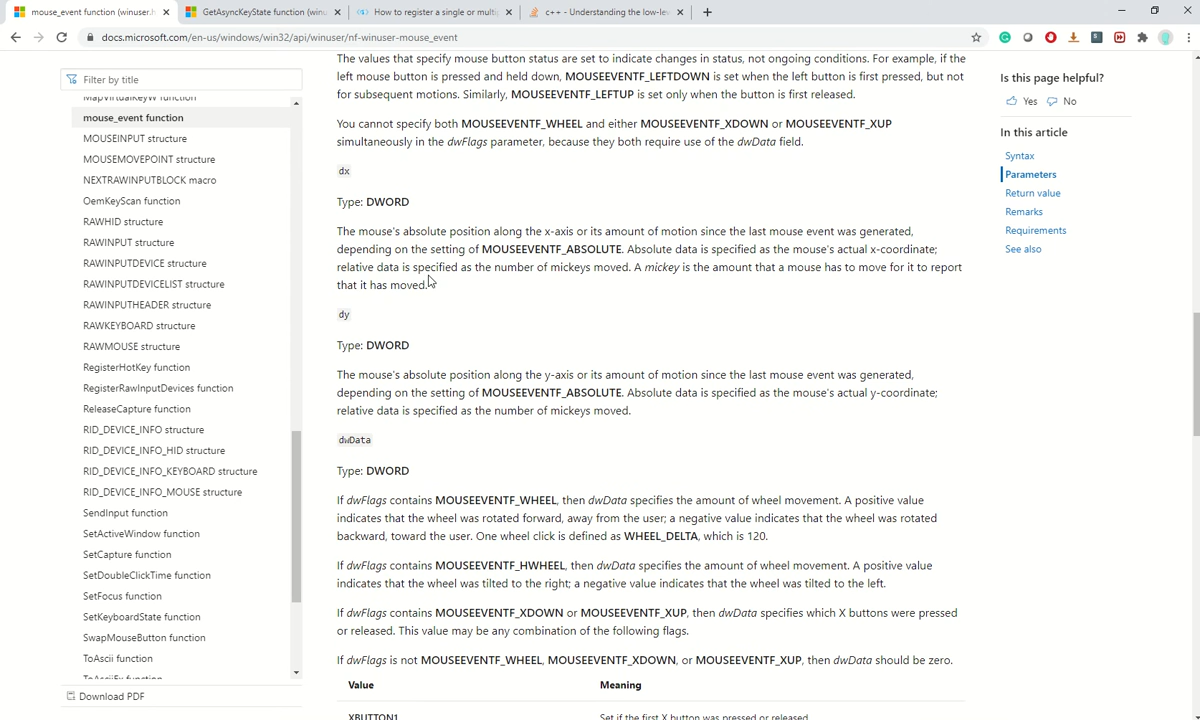 mouse_event function (winuser.h
GetAsyncKeyState function (winu
How to register a single or multip
c++ - Understanding the low-lev
docs.microsoft.com/en-us/windows/win32/api/winuser/nf-winuser-mouse_event
Filter by title
MapVirtualKeyW function
mouse_event function
MOUSEINPUT structure
MOUSEMOVEPOINT structure
NEXTRAWINPUTBLOCK macro
OemKeyScan function
RAWHID structure
RAWINPUT structure
RAWINPUTDEVICE structure
RAWINPUTDEVICELIST structure
RAWINPUTHEADER structure
RAWKEYBOARD structure
RAWMOUSE structure
RegisterHotKey function
RegisterRawInputDevices function
ReleaseCapture function
RID_DEVICE_INFO structure
RID_DEVICE_INFO_HID structure
RID_DEVICE_INFO_KEYBOARD structure
RID_DEVICE_INFO_MOUSE structure
SendInput function
SetActiveWindow function
SetCapture function
SetDoubleClickTime function
SetFocus function
SetKeyboardState function
SwapMouseButton function
ToAscii function
ToAsciiEx function
Download PDF
The values that specify mouse button status are set to indicate changes in status, not ongoing conditions. For example, if the
left mouse button is pressed and held down, MOUSEEVENTF_LEFTDOWN is set when the left button is first pressed, but not
for subsequent motions. Similarly, MOUSEEVENTF_LEFTUP is set only when the button is first released.
You cannot specify both MOUSEEVENTF_WHEEL and either MOUSEEVENTF_XDOWN or MOUSEEVENTF_XUP
simultaneously in the dwFlags parameter, because they both require use of the dwData field.
dx
Type: DWORD
The mouse's absolute position along the x-axis or its amount of motion since the last mouse event was generated,
depending on the setting of MOUSEEVENTF_ABSOLUTE. Absolute data is specified as the mouse's actual x-coordinate;
relative data is specified as the number of mickeys moved. A mickey is the amount that a mouse has to move for it to report
that it has moved.
dy
Type: DWORD
The mouse's absolute position along the y-axis or its amount of motion since the last mouse event was generated,
depending on the setting of MOUSEEVENTF_ABSOLUTE. Absolute data is specified as the mouse's actual y-coordinate;
relative data is specified as the number of mickeys moved.
dwData
Type: DWORD
If dwFlags contains MOUSEEVENTF_WHEEL, then dwData specifies the amount of wheel movement. A positive value
indicates that the wheel was rotated forward, away from the user; a negative value indicates that the wheel was rotated
backward, toward the user. One wheel click is defined as WHEEL_DELTA, which is 120.
If dwFlags contains MOUSEEVENTF_HWHEEL, then dwData specifies the amount of wheel movement. A positive value
indicates that the wheel was tilted to the right; a negative value indicates that the wheel was tilted to the left.
If dwFlags contains MOUSEEVENTF_XDOWN or MOUSEEVENTF_XUP, then dwData specifies which X buttons were pressed
or released. This value may be any combination of the following flags.
If dwFlags is not MOUSEEVENTF_WHEEL, MOUSEEVENTF_XDOWN, or MOUSEEVENTF_XUP, then dwData should be zero.
Value Meaning
XBUTTON1 Set if the first X button was pressed or released.
Is this page helpful?
Yes No
In this article
Syntax
Parameters
Return value
Remarks
Requirements
See also